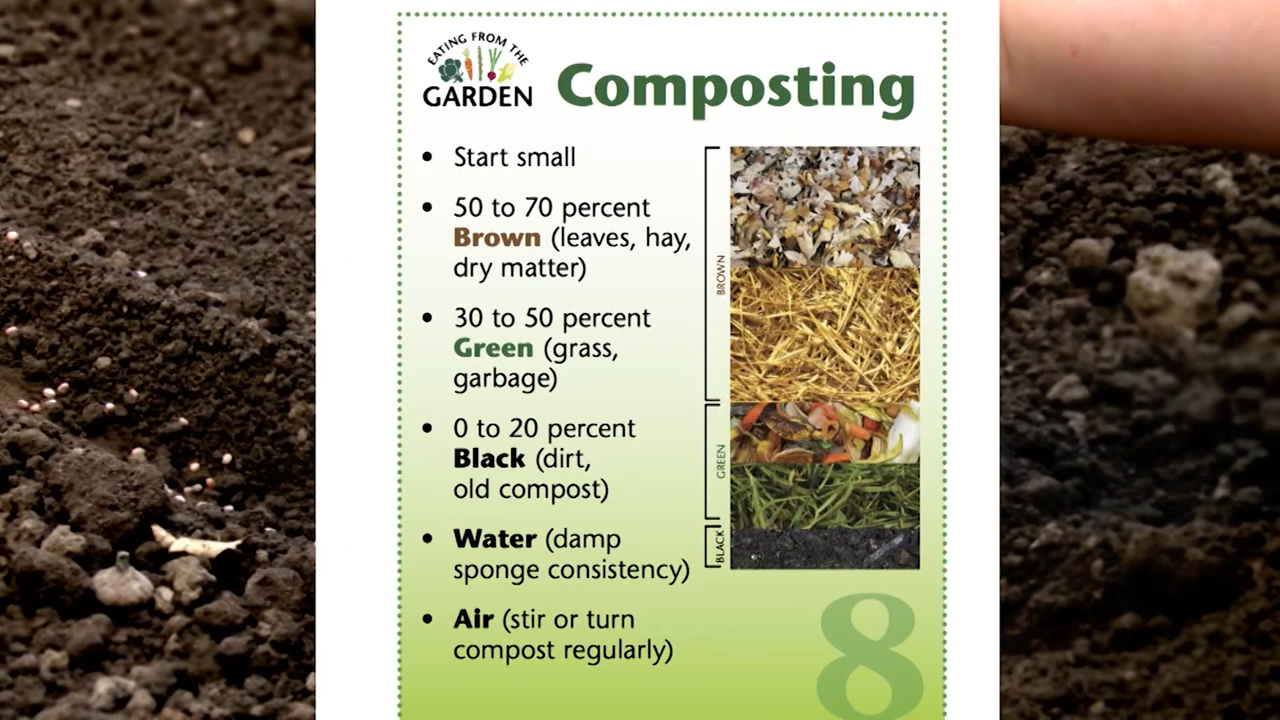 EATING FROM THE
GARDEN
Composting
• Start small
• 50 to 70 percent
Brown (leaves, hay,
dry matter)
• 30 to 50 percent
Green (grass,
garbage)
• 0 to 20 percent
Black (dirt,
old compost)
• Water (damp
sponge consistency)
• Air (stir or turn
compost regularly)
BROWN
GREEN
BLACK
8